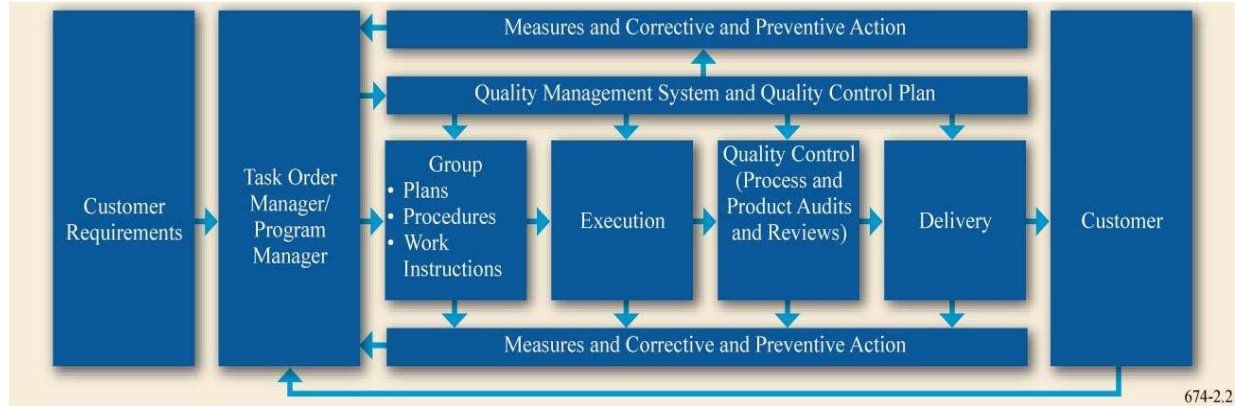 Measures and Corrective and Preventive Action
Quality Management System and Quality Control Plan
Customer
Requirements
Task Order
Manager/
Program
Manager
Group
• Plans
• Procedures
• Work
Instructions
Execution
Quality Control
(Process and
Product Audits
and Reviews)
Delivery
Customer
Measures and Corrective and Preventive Action
674-2.2